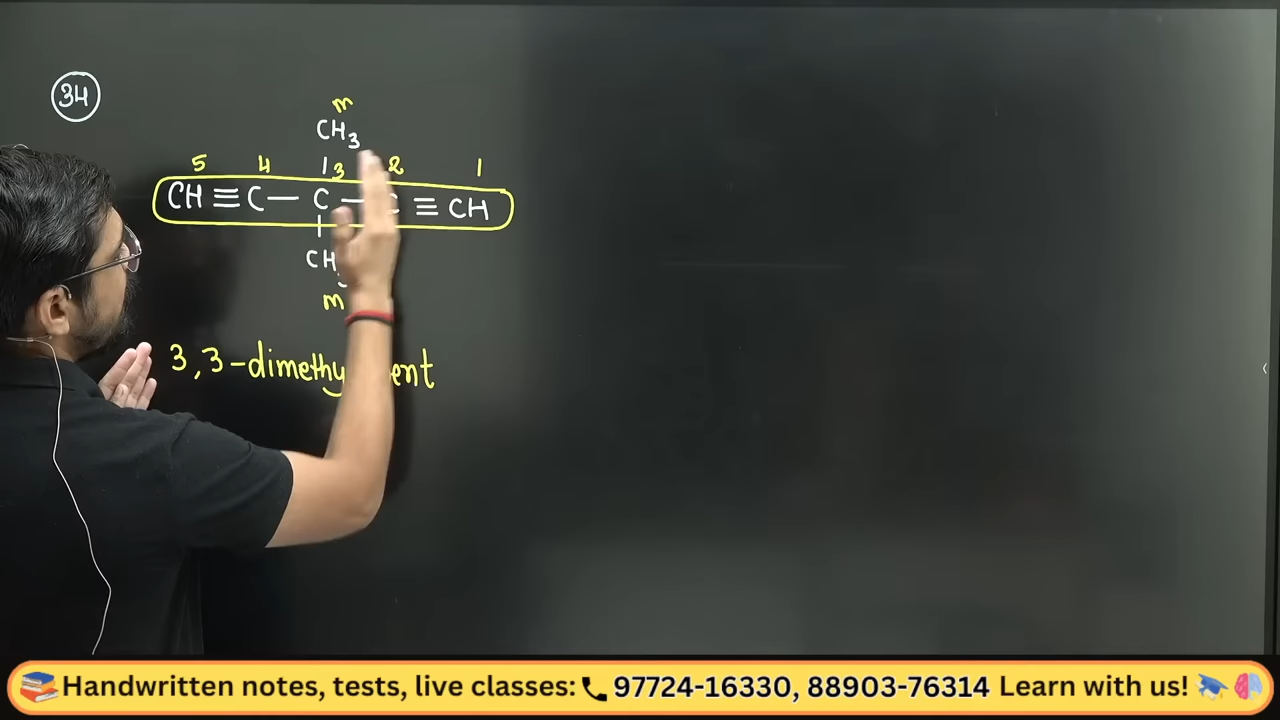 34
m
CH3
5 4 3 2 1
CH ≡ C — C — C ≡ CH
CH
m
3,3-dimethy ent
Handwritten notes, tests, live classes: 97724-16330, 88903-76314 Learn with us!